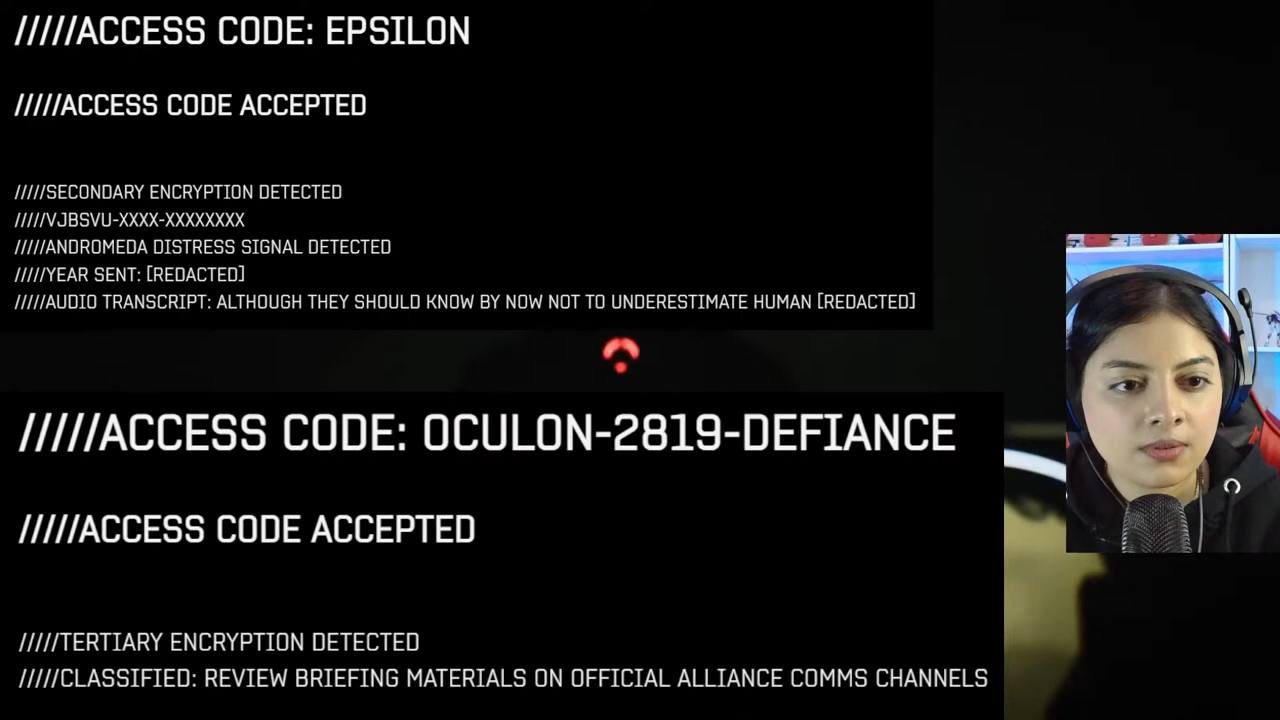 /////ACCESS CODE: EPSILON
/////ACCESS CODE ACCEPTED
/////SECONDARY ENCRYPTION DETECTED
/////VJBSVU-XXXX-XXXXXXXX
/////ANDROMEDA DISTRESS SIGNAL DETECTED
/////YEAR SENT: [REDACTED]
/////AUDIO TRANSCRIPT: ALTHOUGH THEY SHOULD KNOW BY NOW NOT TO UNDERESTIMATE HUMAN [REDACTED]
/////ACCESS CODE: OCULON-2819-DEFIANCE
/////ACCESS CODE ACCEPTED
/////TERTIARY ENCRYPTION DETECTED
/////CLASSIFIED: REVIEW BRIEFING MATERIALS ON OFFICIAL ALLIANCE COMMS CHANNELS